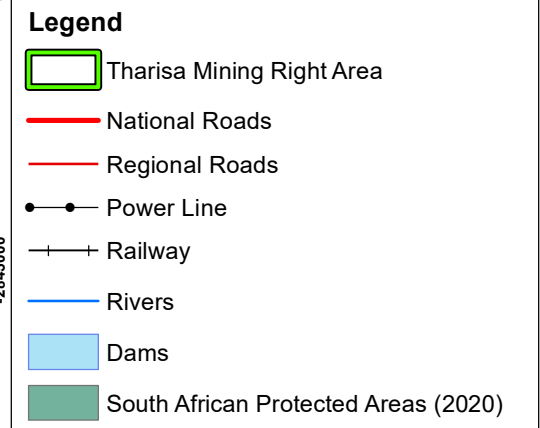 Legend
Tharisa Mining Right Area
National Roads
Regional Roads
Power Line
Railway
Rivers
Dams
South African Protected Areas (2020)